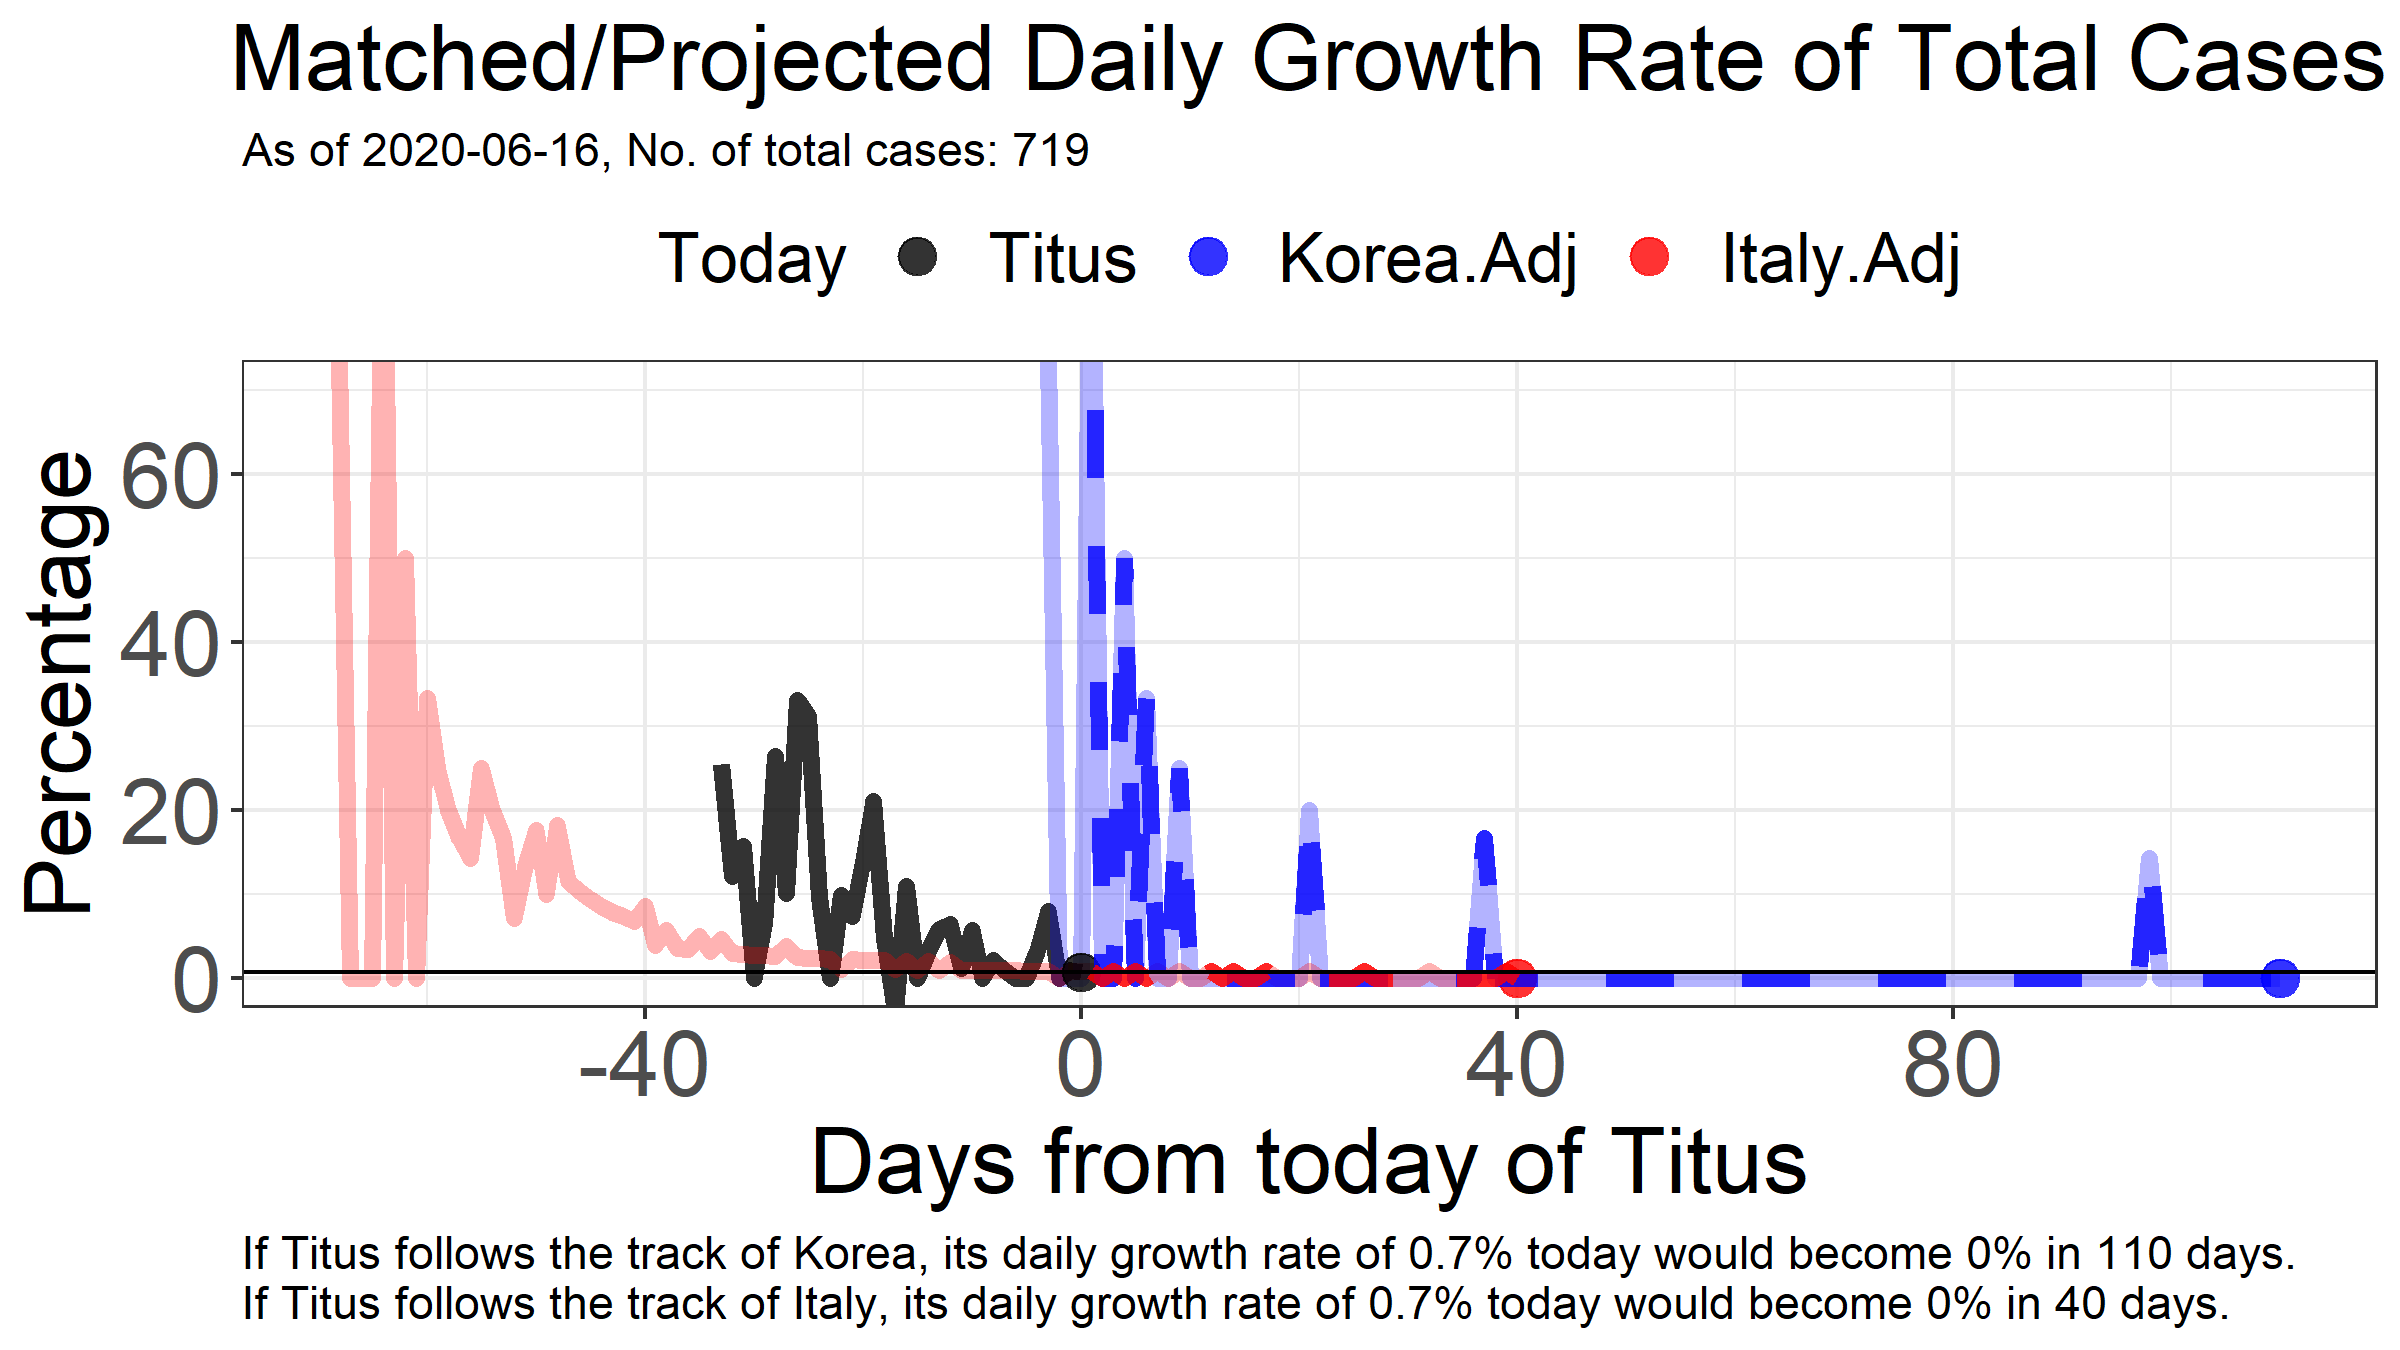 Matched/Projected Daily Growth Rate of Total Cases
As of 2020-06-16, No. of total cases: 719
Today Titus Korea.Adj Italy.Adj
Percentage
60
40
20
0
-40 0 40 80
Days from today of Titus
If Titus follows the track of Korea, its daily growth rate of 0.7% today would become 0% in 110 days.
If Titus follows the track of Italy, its daily growth rate of 0.7% today would become 0% in 40 days.